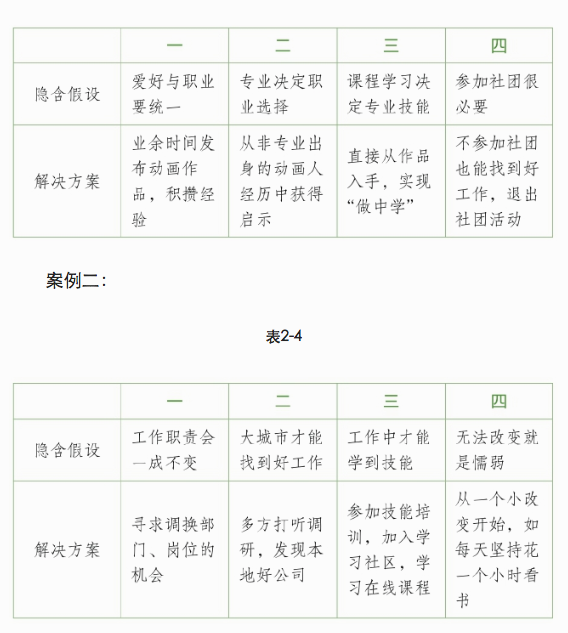 一 二 三 四
隐含假设
爱好与职业
要统一
专业决定职
业选择
课程学习决
定专业技能
参加社团很
必要
解决方案
业余时间发
布动画作
品，积攒经
验
从非专业出
身的动画人
经历中获得
启示
直接从作品
入手，实现
“做中学”
不参加社团
也能找到好
工作，退出
社团活动
案例二：
表2-4
一 二 三 四
隐含假设
工作职责会
一成不变
大城市才能
找到好工作
工作中才能
学到技能
无法改变就
是懦弱
解决方案
寻求调换部
门、岗位的
机会
多方打听调
研，发现本
地好公司
参加技能培
训，加入学
习社区，学
习在线课程
从一个小改
变开始，如
每天坚持花
一个小时看
书